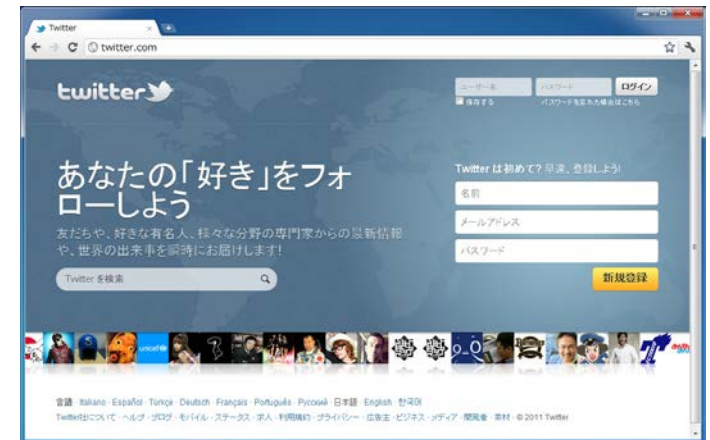 Twitter
twitter.com
twitter
ユーザー名
パスワード
ログイン
保存する
パスワードを忘れた場合はこちら
あなたの「好き」をフォ
ローしよう
友だちや、好きな有名人、様々な分野の専門家からの最新情報
や、世界の出来事を瞬時にお届けします!
Twitter を検索
Twitter は初めて? 早速、登録しよう!
名前
メールアドレス
パスワード
新規登録
unicef
言語 Italiano · Español · Türkçe · Deutsch · Français · Português · Русский · 日本語 · English · 한국어
Twitter社について · ヘルプ · ブログ · モバイル · ステータス · 求人 · 利用規約 · プライバシー · 広告主 · ビジネス · メディア · 開発者 · 素材 · © 2011 Twitter